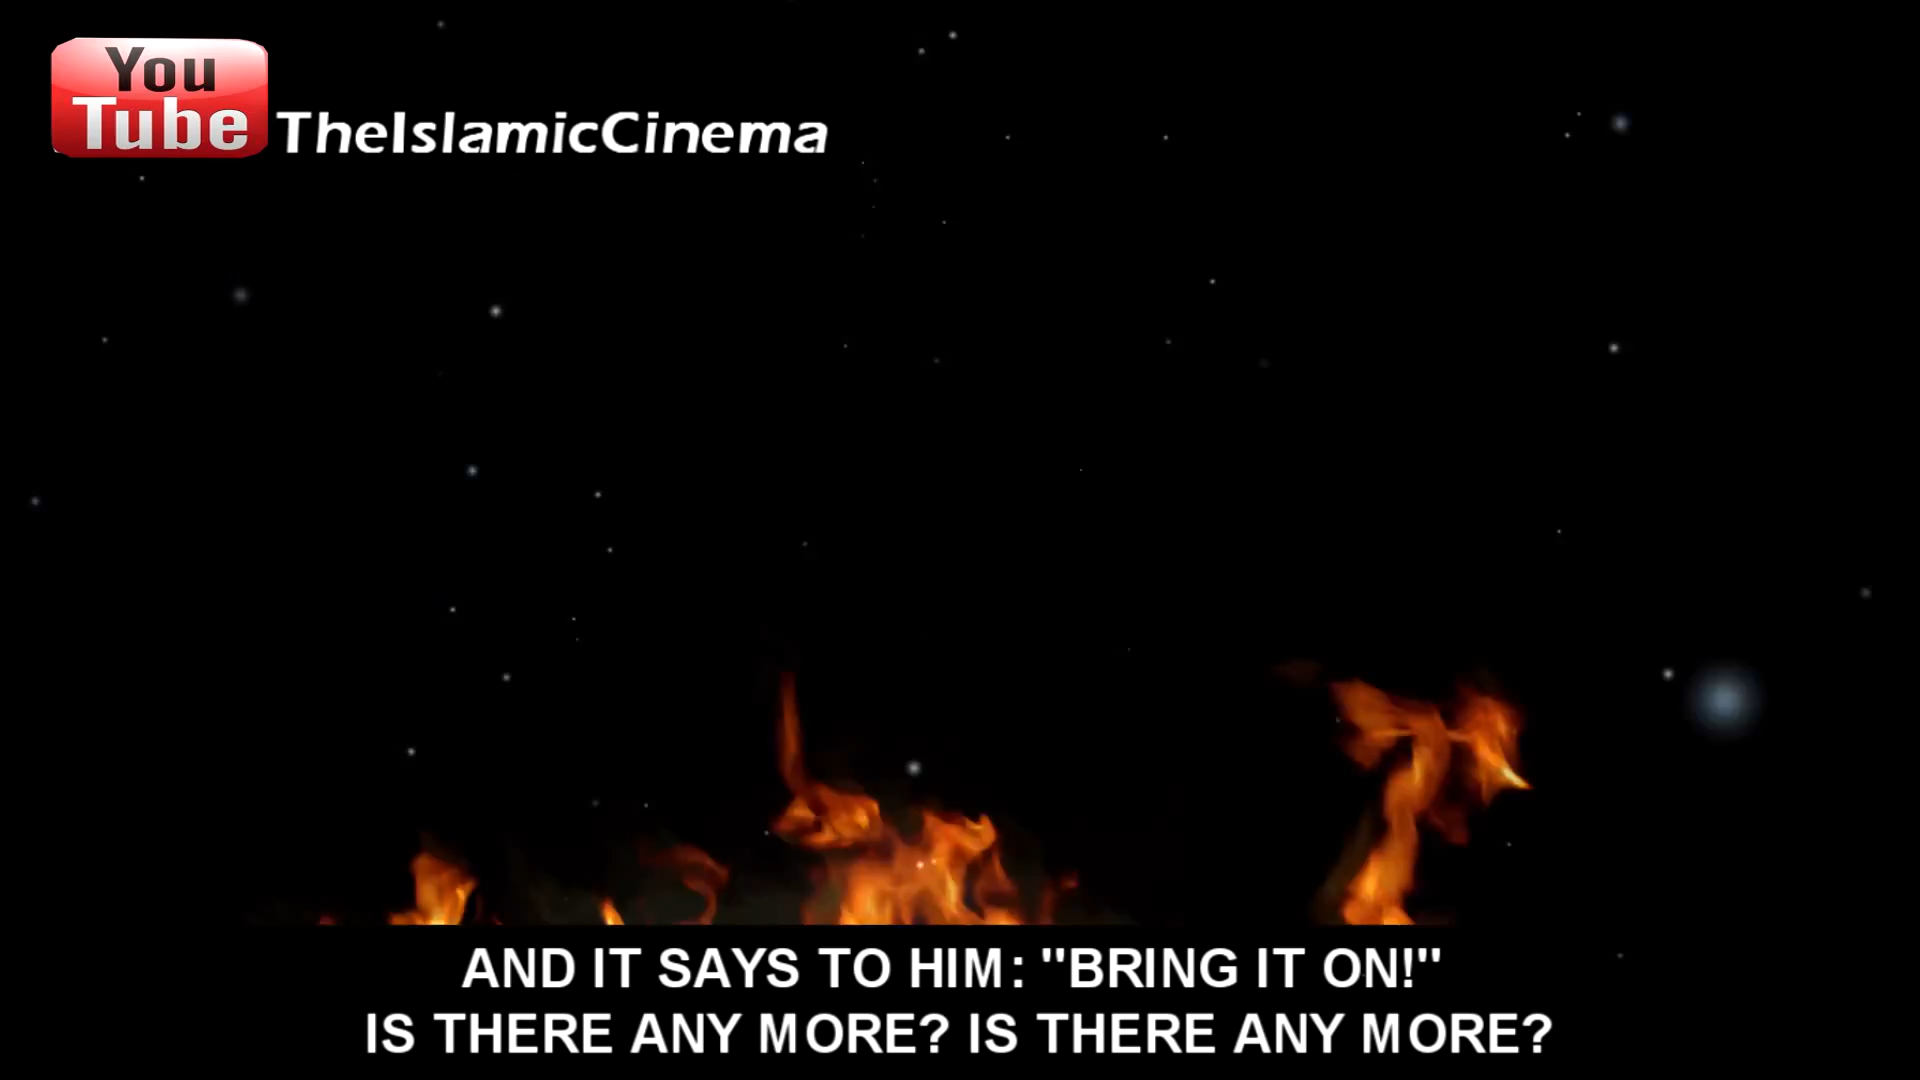 You
Tube TheIslamicCinema
AND IT SAYS TO HIM: "BRING IT ON!"
IS THERE ANY MORE? IS THERE ANY MORE?